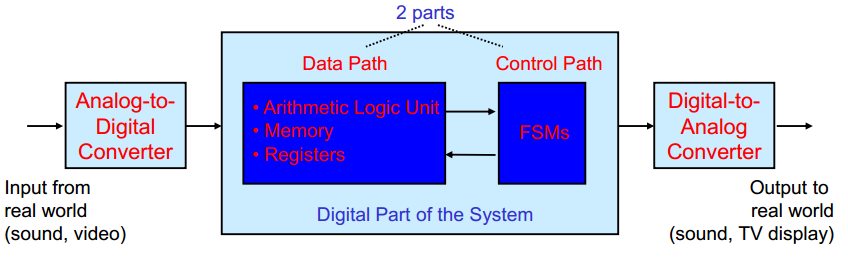 2 parts
Data Path
Control Path
Analog-to-
Digital
Converter
• Arithmetic Logic Unit
• Memory
• Registers
FSMs
Digital-to-
Analog
Converter
Input from
real world
(sound, video)
Digital Part of the System
Output to
real world
(sound, TV display)